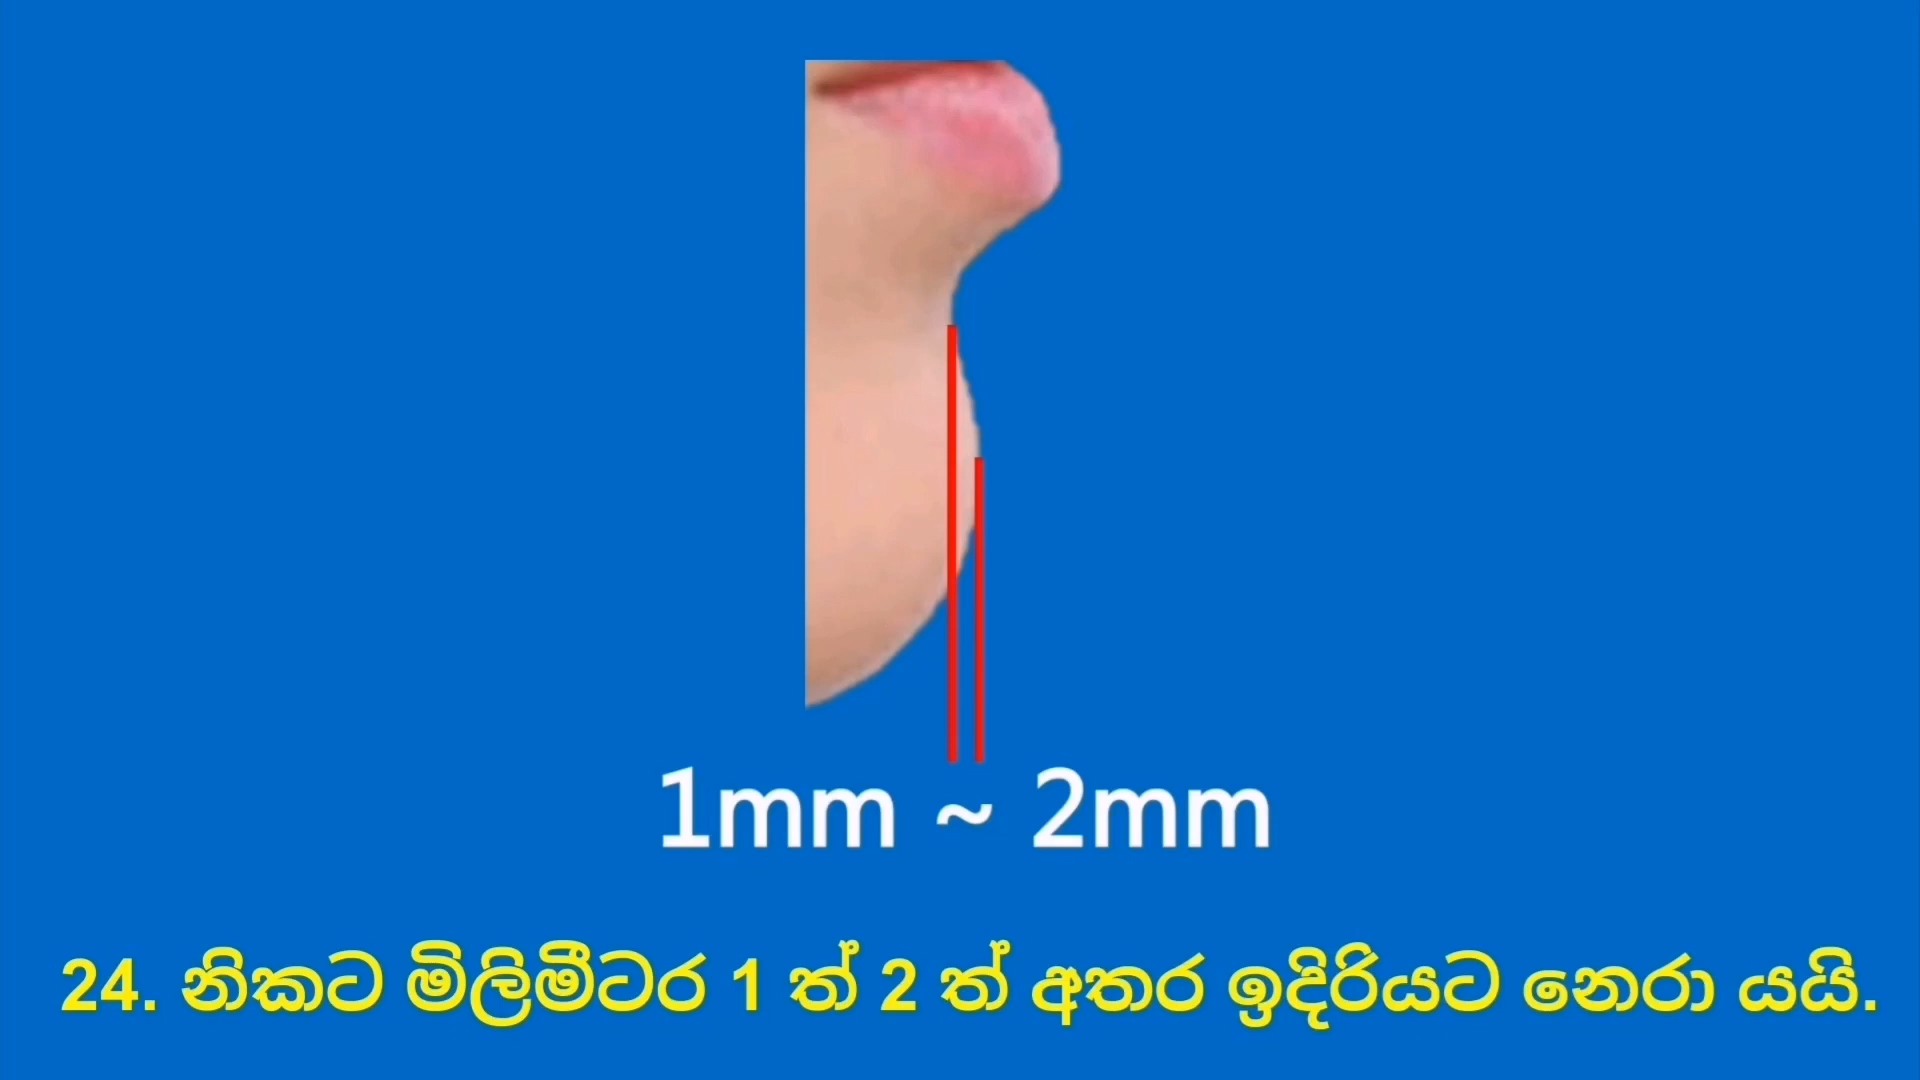 1mm ~ 2mm
24. නිකට මිලිමීටර 1 ත් 2 ත් අතර ඉදිරියට නෙරා යයි.